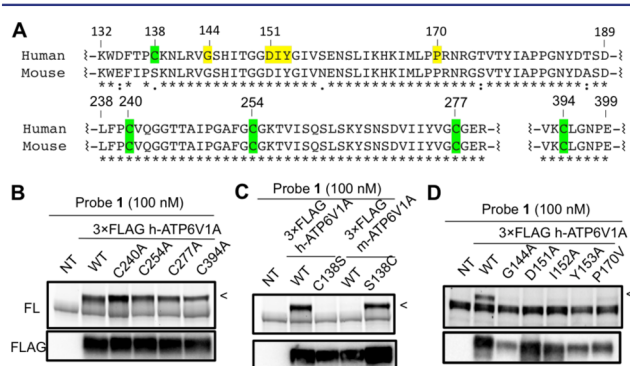 A
132 138 144 151 170 189
Human ⌇-KWDFTPCKNLRVGSHITGGDIYGIVSENSLIKHKIMLPPRNRGTVTYIAPPGNYDTSD-⌇
Mouse ⌇-KWEFIPSKNLRVGSHITGGDIYGIVNENSLIKHKIMLPPRNRGSVTYIAPPGNYDASD-⌇
238 240 254 277 394 399
Human ⌇-LFPCVQGGTTAIPGAFGCGKTVISQSLSKYSNSDVIIYVGCGER-⌇ ⌇-VKCLGNPE-⌇
Mouse ⌇-LFPCVQGGTTAIPGAFGCGKTVISQSLSKYSNSDVIIYVGCGER-⌇ ⌇-VKCLGNPE-⌇
B
Probe 1 (100 nM)
3×FLAG h-ATP6V1A
NT WT C240A C254A C277A C394A
FL <
FLAG
C
Probe 1 (100 nM)
3×FLAG h-ATP6V1A
3×FLAG m-ATP6V1A
NT WT C138S WT S138C
<
D
Probe 1 (100 nM)
3×FLAG h-ATP6V1A
NT WT G144A D151A I152A Y153A P170V
<